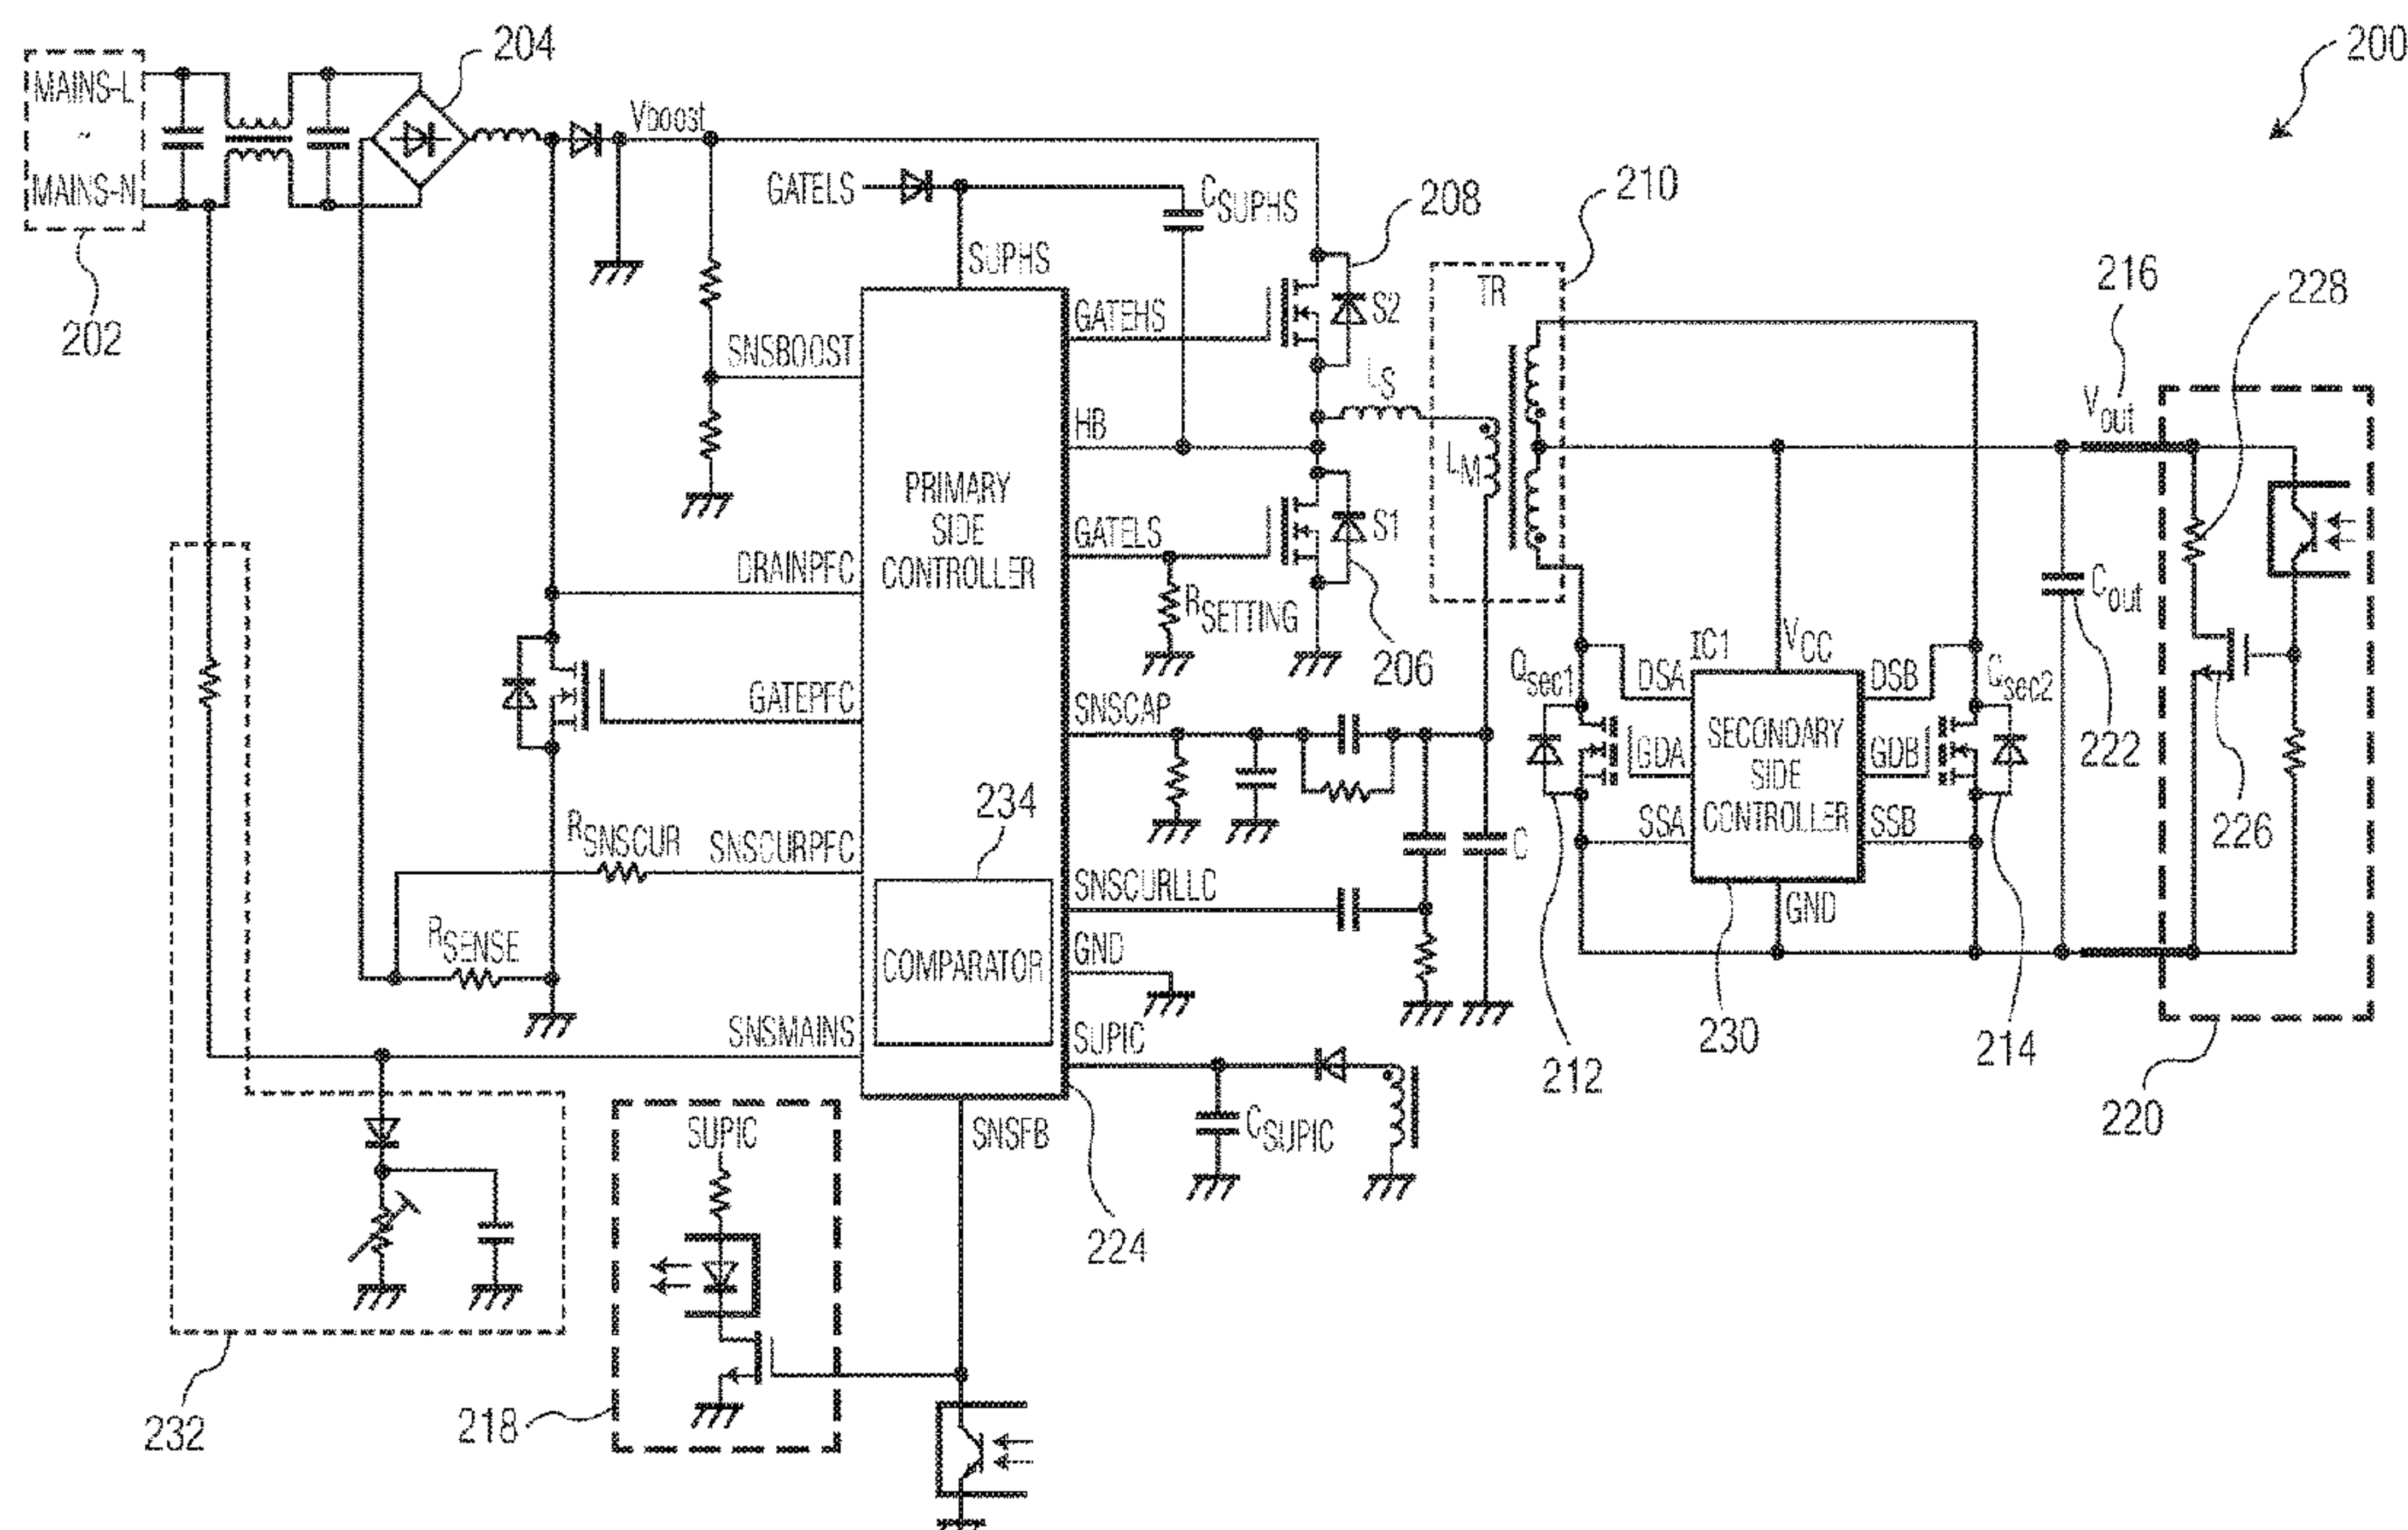 204
200
MAINS-L
~
MAINS-N
202
Vboost
GATELS
CSUPHS
SUPHS
208
210
TR
216
228
GATEHS
S2
SNSBOOST
LS
Vout
HB
LM
PRIMARY
SIDE
CONTROLLER
GATELS
S1
DRAINPFC
RSETTING
206
Cout
222
226
IC1
VCC
Qsec1
DSA
DSB
Qsec2
GATEPFC
SNSCAP
SECONDARY
SIDE
CONTROLLER
GDA
GDB
SSA
SSB
234
RSNSCUR
SNSCURPFC
C
SNSCURLLC
GND
RSENSE
COMPARATOR
GND
SNSMAINS
SUPIC
212
230
214
220
SUPIC
SNSFB
CSUPIC
224
232
218